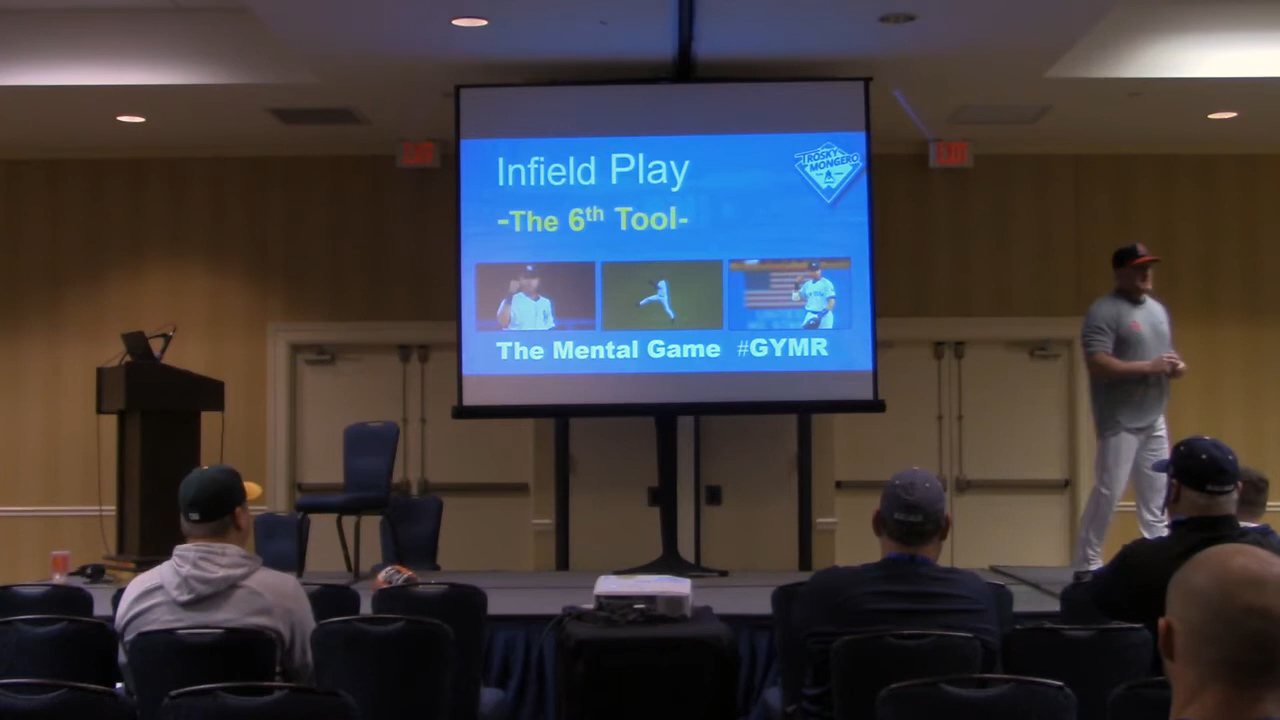 EXIT
EXIT
Infield Play
TROSKY
MONGERO
-The 6th Tool-
The Mental Game #GYMR